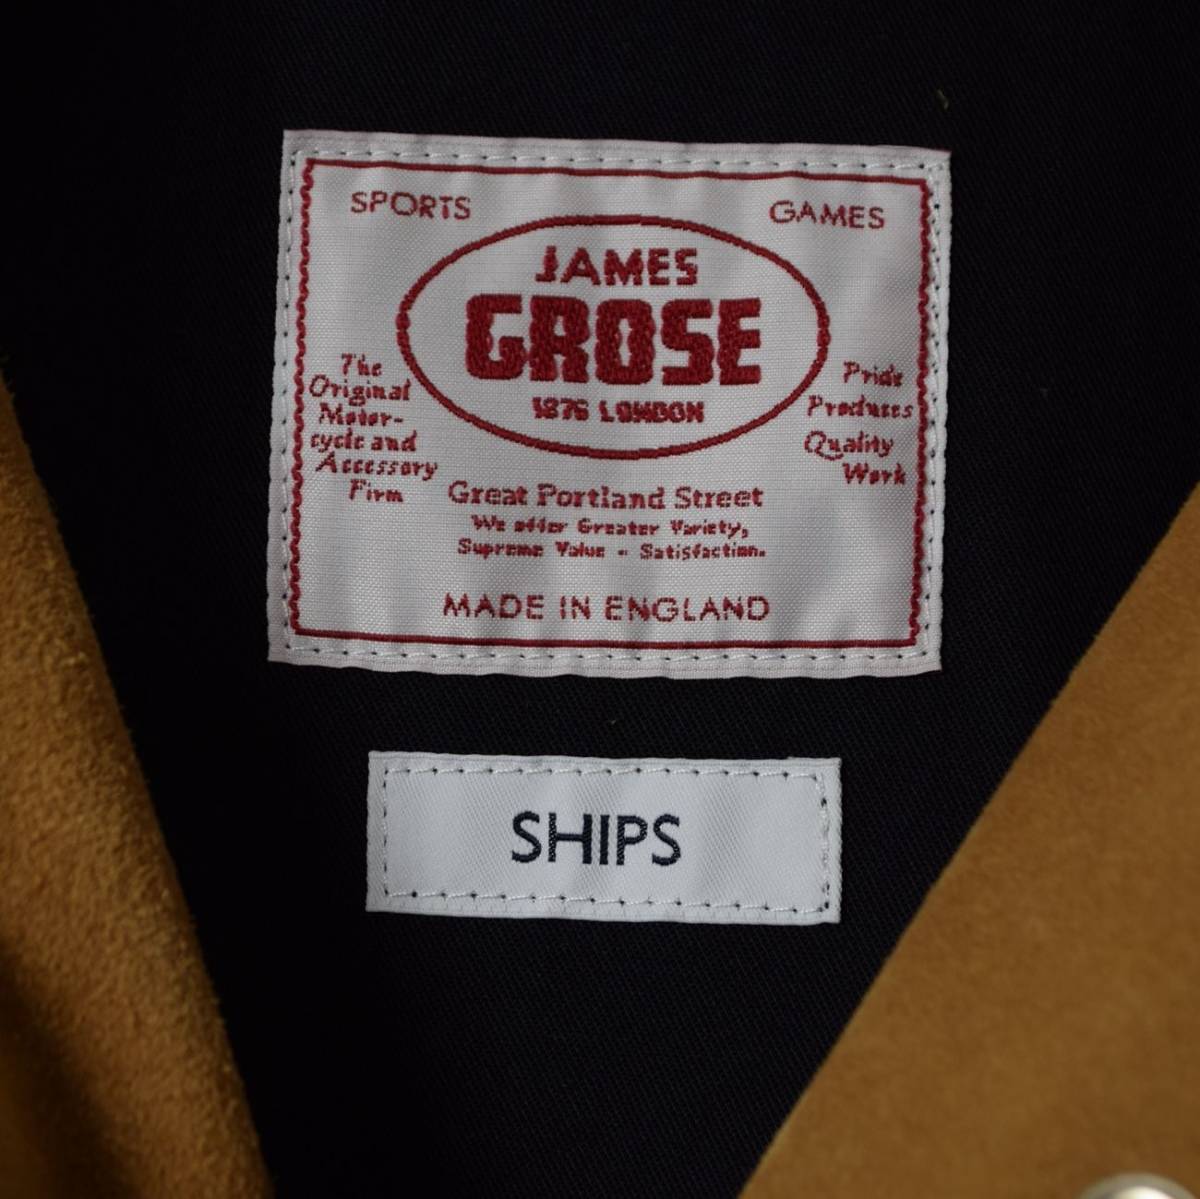 SPORTS GAMES
JAMES
GROSE
1876 LONDON
The
Original
Motor-
cycle and
Accessory
Firm
Pride
Produces
Quality
Work
Great Portland Street
We offer Greater Variety,
Supreme Value - Satisfaction.
MADE IN ENGLAND
SHIPS